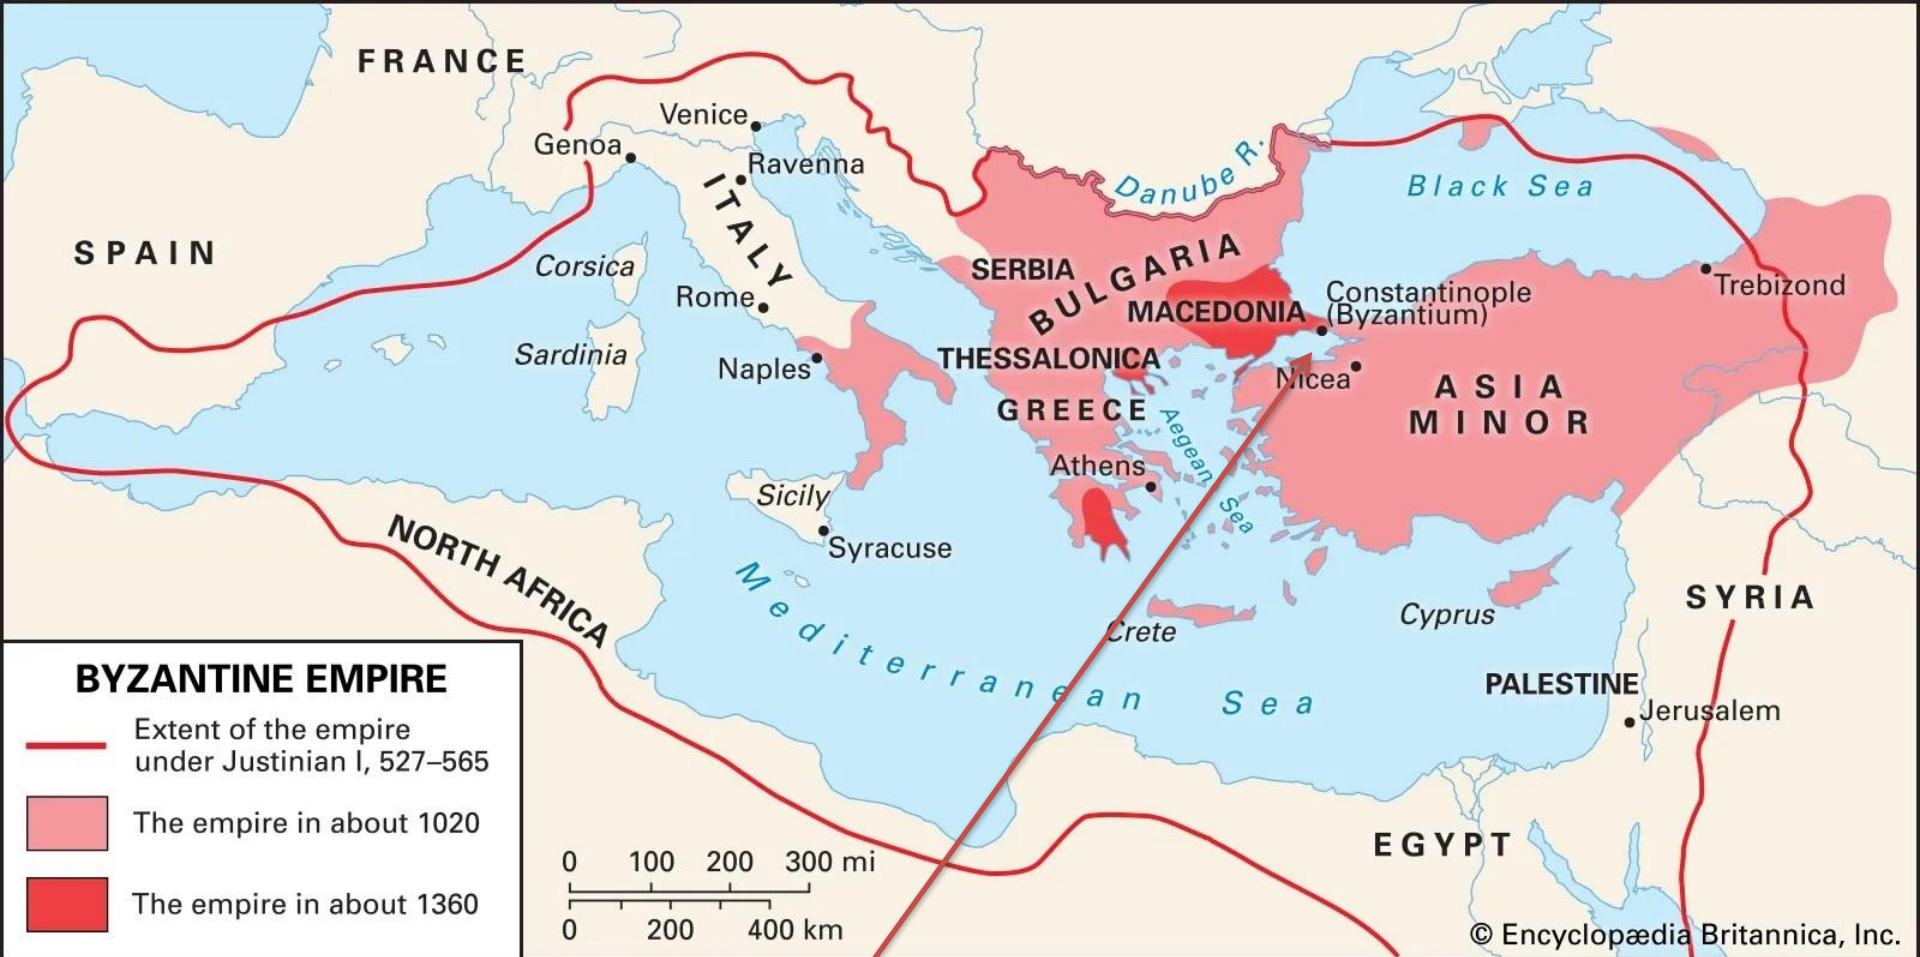 FRANCE
Venice
Genoa
Ravenna
ITALY
Danube R.
Black Sea
SPAIN
Corsica
SERBIA
BULGARIA
Rome
MACEDONIA
Constantinople
(Byzantium)
Trebizond
Sardinia
Naples
THESSALONICA
Nicea
ASIA
MINOR
GREECE
Aegean Sea
Athens
Sicily
Syracuse
NORTH AFRICA
Mediterranean Sea
Crete
Cyprus
SYRIA
PALESTINE
Jerusalem
EGYPT
BYZANTINE EMPIRE
Extent of the empire
under Justinian I, 527–565
The empire in about 1020
The empire in about 1360
0 100 200 300 mi
0 200 400 km
© Encyclopædia Britannica, Inc.